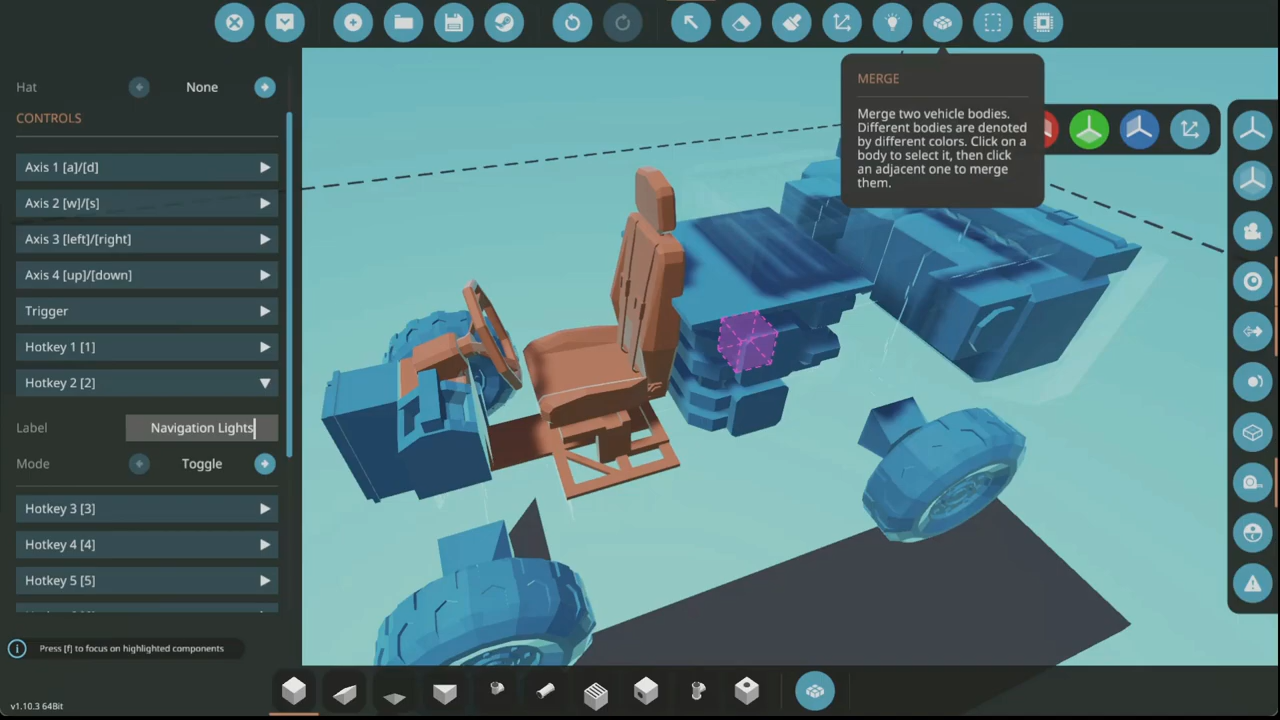 Hat
None
CONTROLS
Axis 1 [a]/[d]
Axis 2 [w]/[s]
Axis 3 [left]/[right]
Axis 4 [up]/[down]
Trigger
Hotkey 1 [1]
Hotkey 2 [2]
Label
Navigation Lights
Mode
Toggle
Hotkey 3 [3]
Hotkey 4 [4]
Hotkey 5 [5]
Press [f] to focus on highlighted components
v1.10.3 64Bit
MERGE
Merge two vehicle bodies.
Different bodies are denoted
by different colors. Click on a
body to select it, then click
an adjacent one to merge
them.